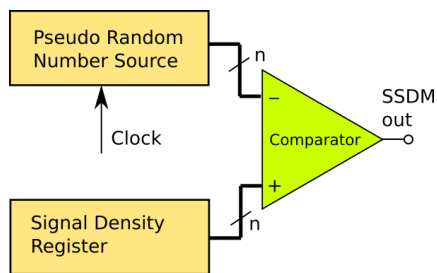 Pseudo Random
Number Source
n
Clock
−
Comparator
+
SSDM
out
Signal Density
Register
n